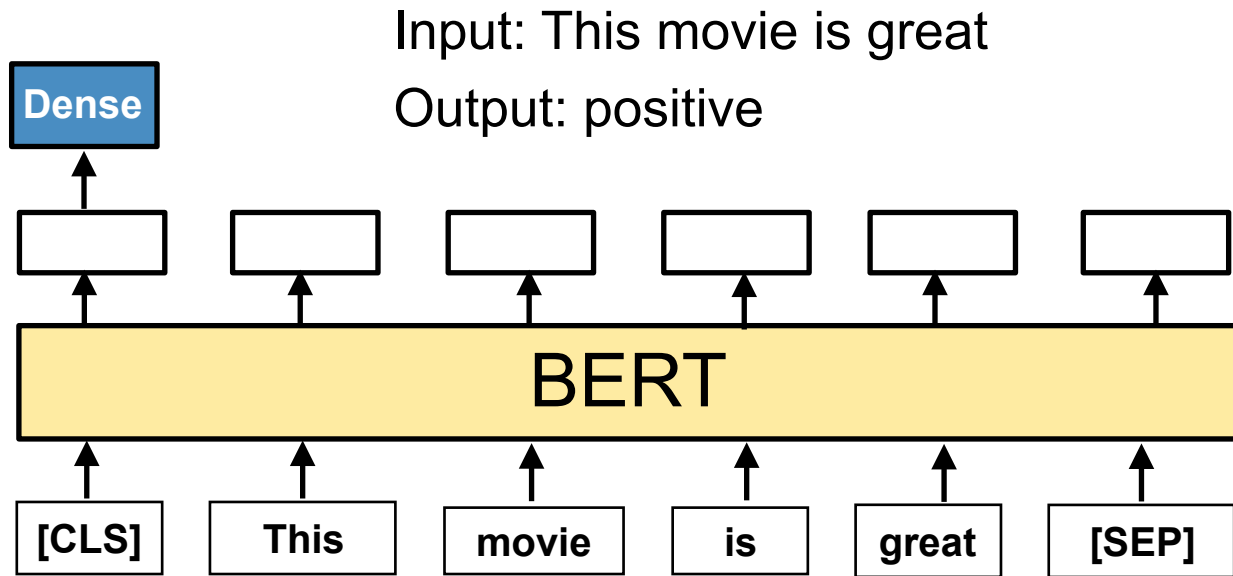 Input: This movie is great
Output: positive
Dense
BERT
[CLS] This movie is great [SEP]